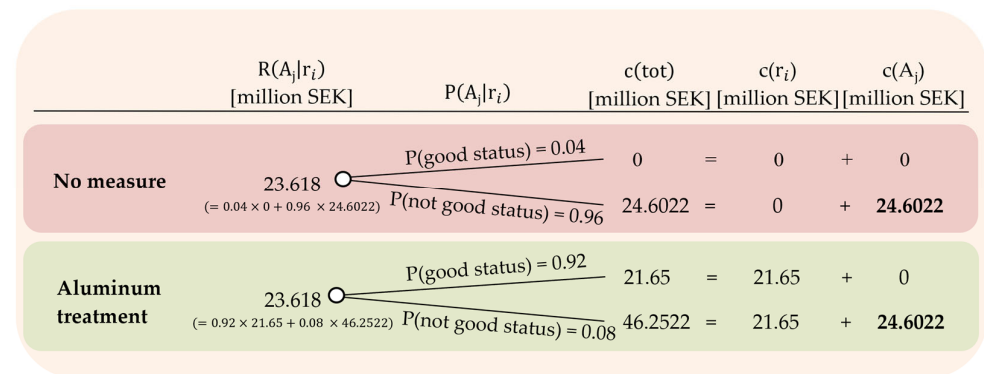 R(Aj|ri) P(Aj|ri) c(tot) c(ri) c(Aj)
[million SEK] [million SEK] [million SEK] [million SEK]
No measure
23.618
(= 0.04 × 0 + 0.96 × 24.6022)
P(good status) = 0.04 0 = 0 + 0
P(not good status) = 0.96 24.6022 = 0 + 24.6022
Aluminum
treatment
23.618
(= 0.92 × 21.65 + 0.08 × 46.2522)
P(good status) = 0.92 21.65 = 21.65 + 0
P(not good status) = 0.08 46.2522 = 21.65 + 24.6022